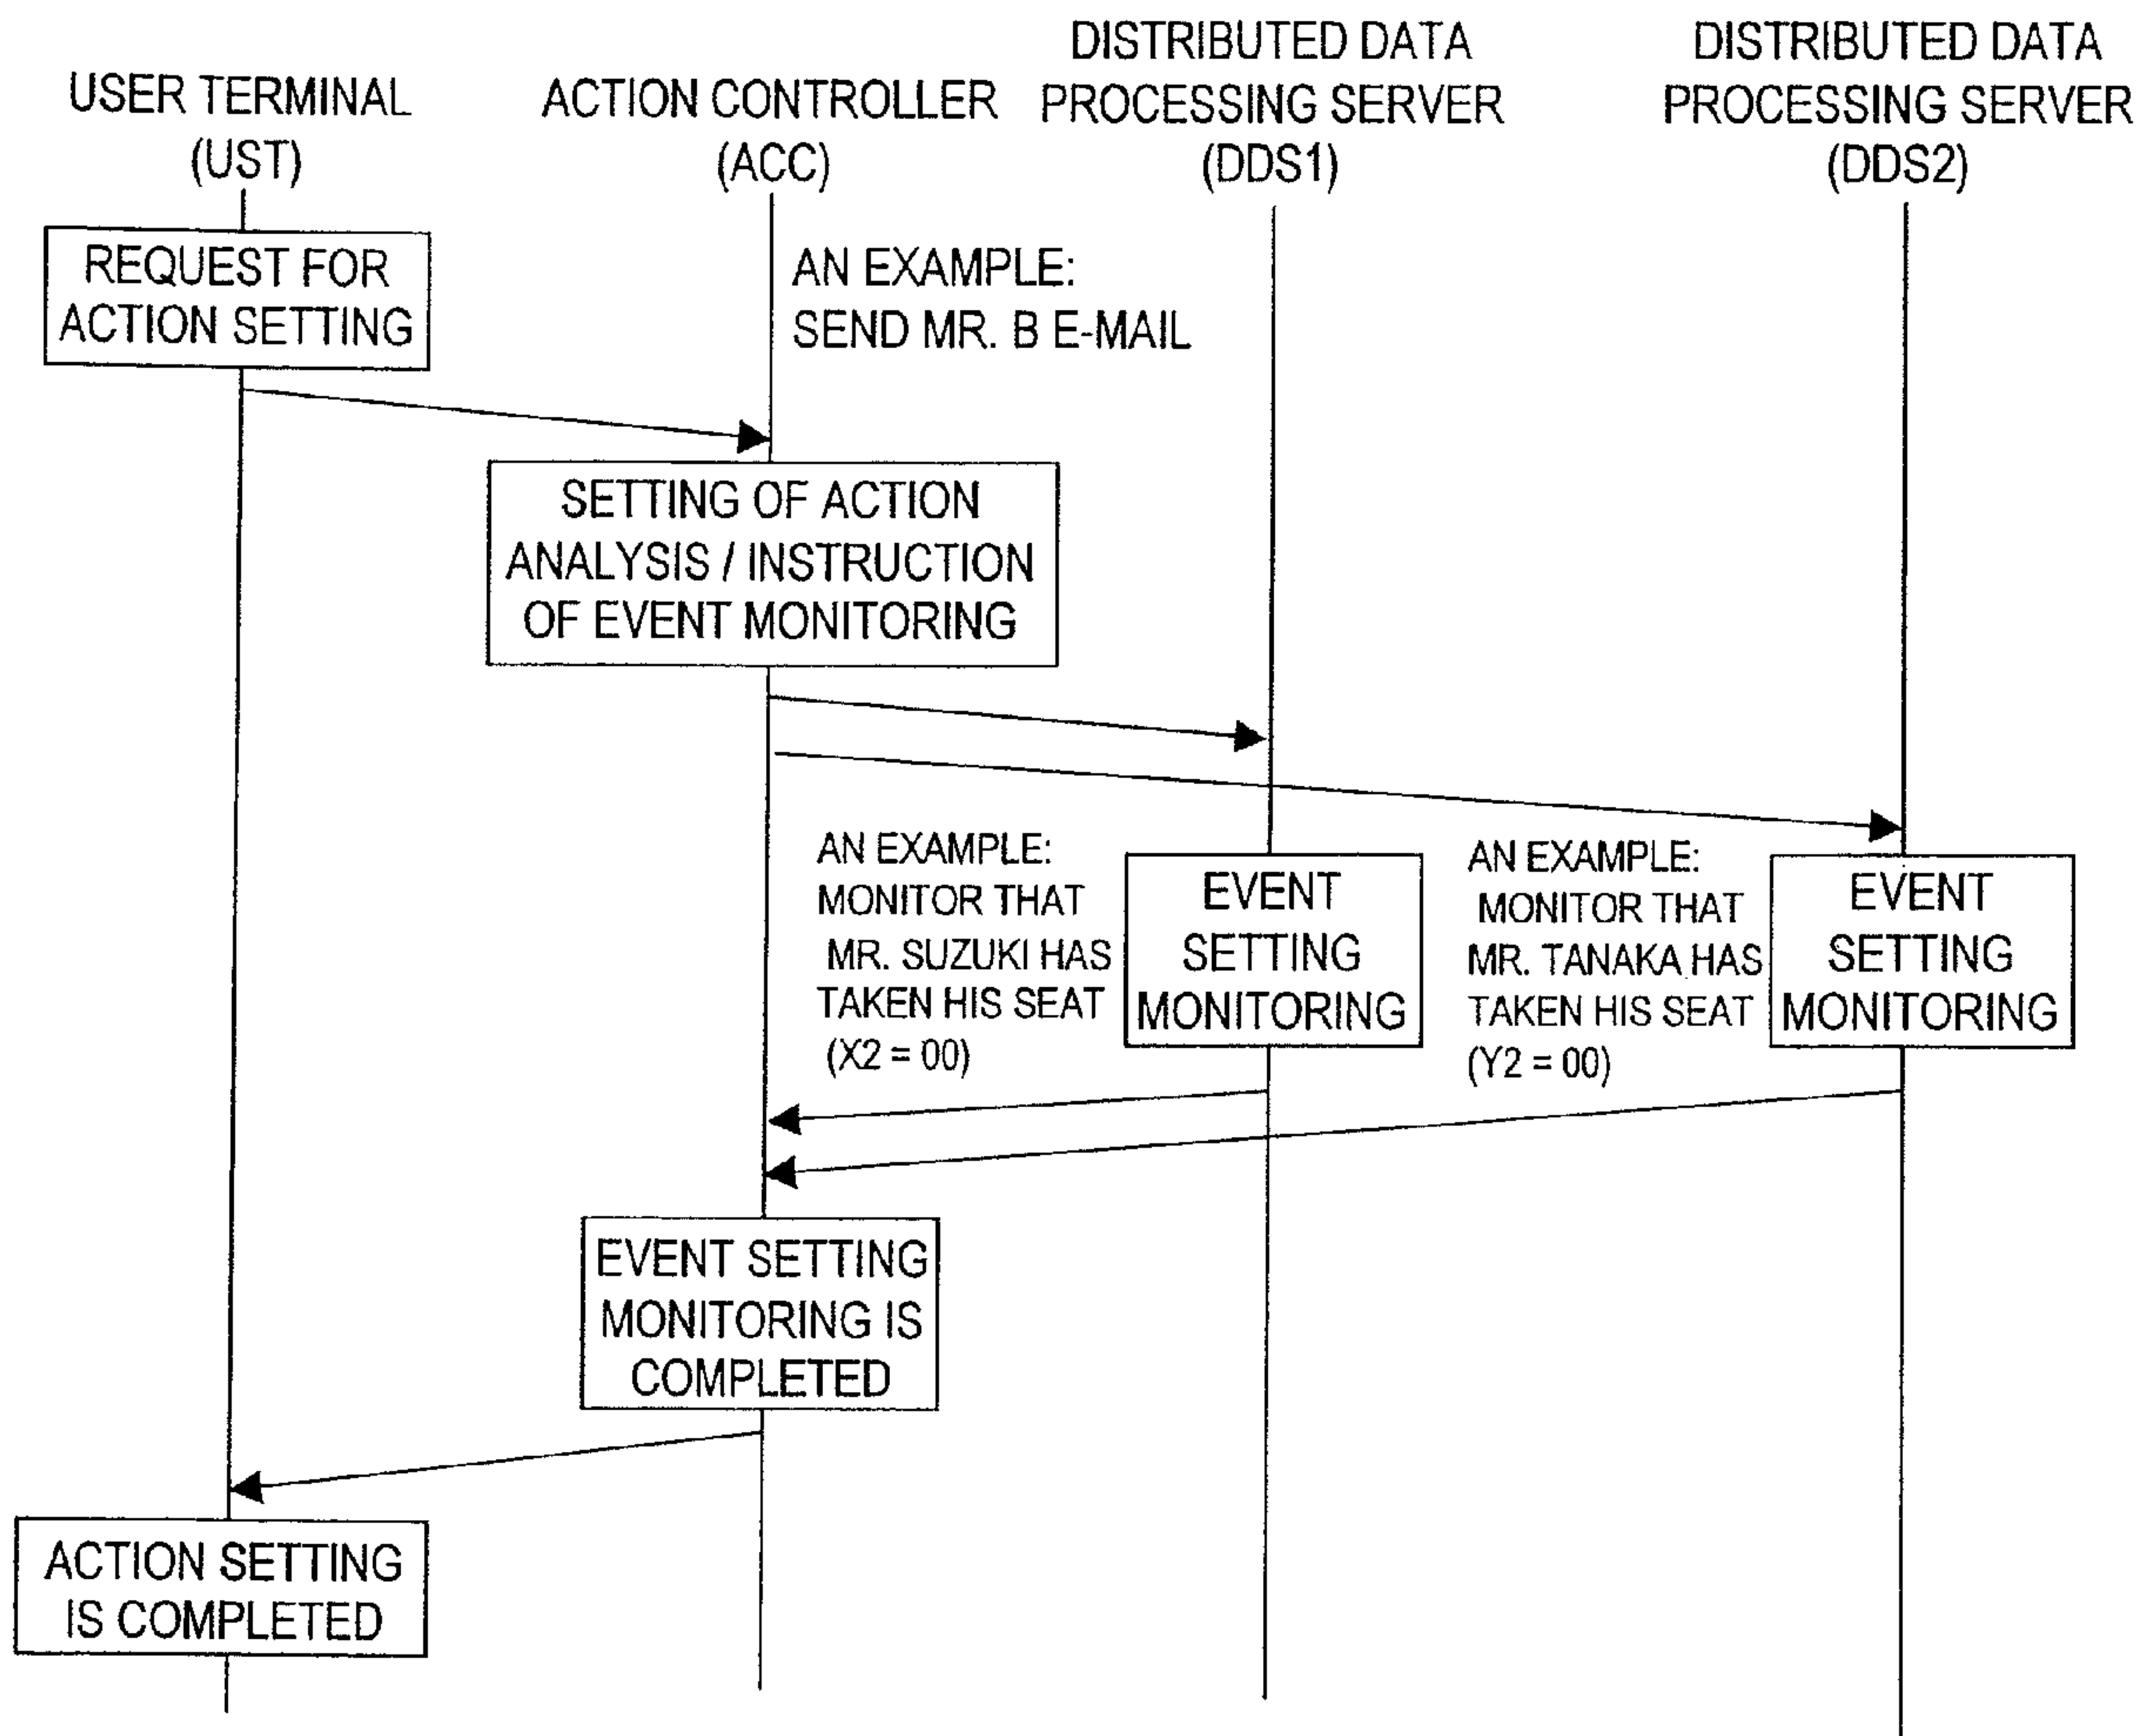 USER TERMINAL
(UST)
ACTION CONTROLLER
(ACC)
DISTRIBUTED DATA
PROCESSING SERVER
(DDS1)
DISTRIBUTED DATA
PROCESSING SERVER
(DDS2)
REQUEST FOR
ACTION SETTING
AN EXAMPLE:
SEND MR. B E-MAIL
SETTING OF ACTION
ANALYSIS / INSTRUCTION
OF EVENT MONITORING
AN EXAMPLE:
MONITOR THAT
MR. SUZUKI HAS
TAKEN HIS SEAT
(X2 = 00)
EVENT
SETTING
MONITORING
AN EXAMPLE:
MONITOR THAT
MR. TANAKA HAS
TAKEN HIS SEAT
(Y2 = 00)
EVENT
SETTING
MONITORING
EVENT SETTING
MONITORING IS
COMPLETED
ACTION SETTING
IS COMPLETED